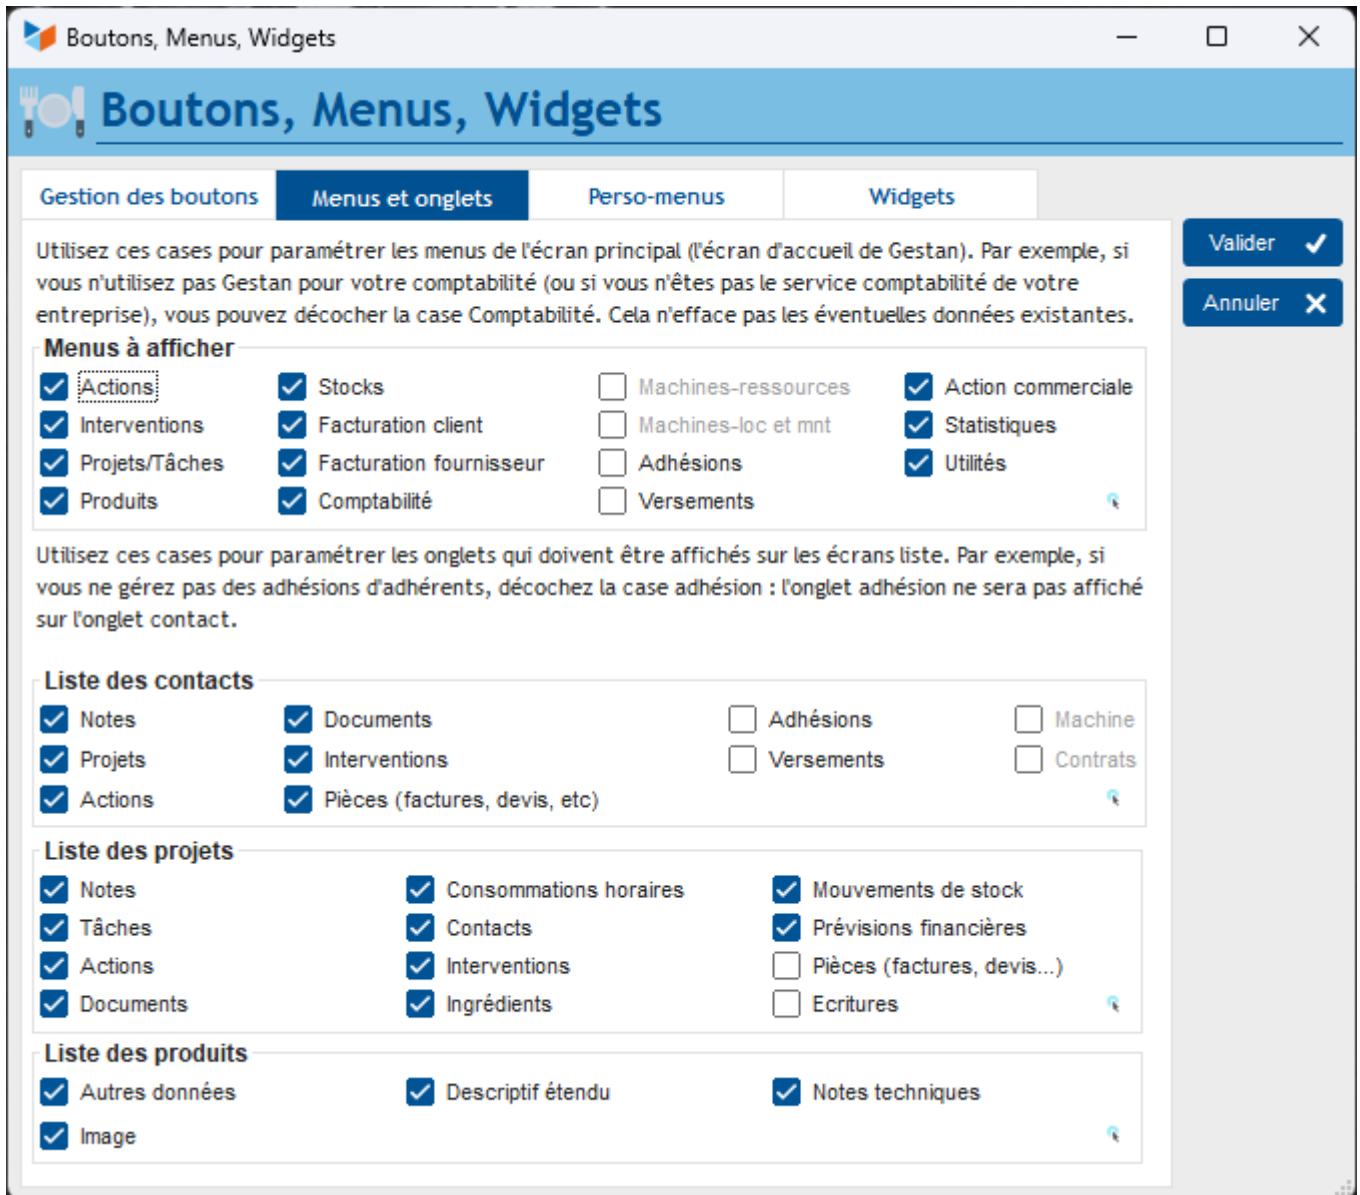 Boutons, Menus, Widgets
Boutons, Menus, Widgets
Gestion des boutons Menus et onglets Perso-menus Widgets
Valider
Annuler
Utilisez ces cases pour paramétrer les menus de l'écran principal (l'écran d'accueil de Gestan). Par exemple, si
vous n'utilisez pas Gestan pour votre comptabilité (ou si vous n'êtes pas le service comptabilité de votre
entreprise), vous pouvez décocher la case Comptabilité. Cela n'efface pas les éventuelles données existantes.
Menus à afficher
Actions Stocks Machines-ressources Action commerciale
Interventions Facturation client Machines-loc et mnt Statistiques
Projets/Tâches Facturation fournisseur Adhésions Utilités
Produits Comptabilité Versements
Utilisez ces cases pour paramétrer les onglets qui doivent être affichés sur les écrans liste. Par exemple, si
vous ne gérez pas des adhésions d'adhérents, décochez la case adhésion : l'onglet adhésion ne sera pas affiché
sur l'onglet contact.
Liste des contacts
Notes Documents Adhésions Machine
Projets Interventions Versements Contrats
Actions Pièces (factures, devis, etc)
Liste des projets
Notes Consommations horaires Mouvements de stock
Tâches Contacts Prévisions financières
Actions Interventions Pièces (factures, devis...)
Documents Ingrédients Ecritures
Liste des produits
Autres données Descriptif étendu Notes techniques
Image